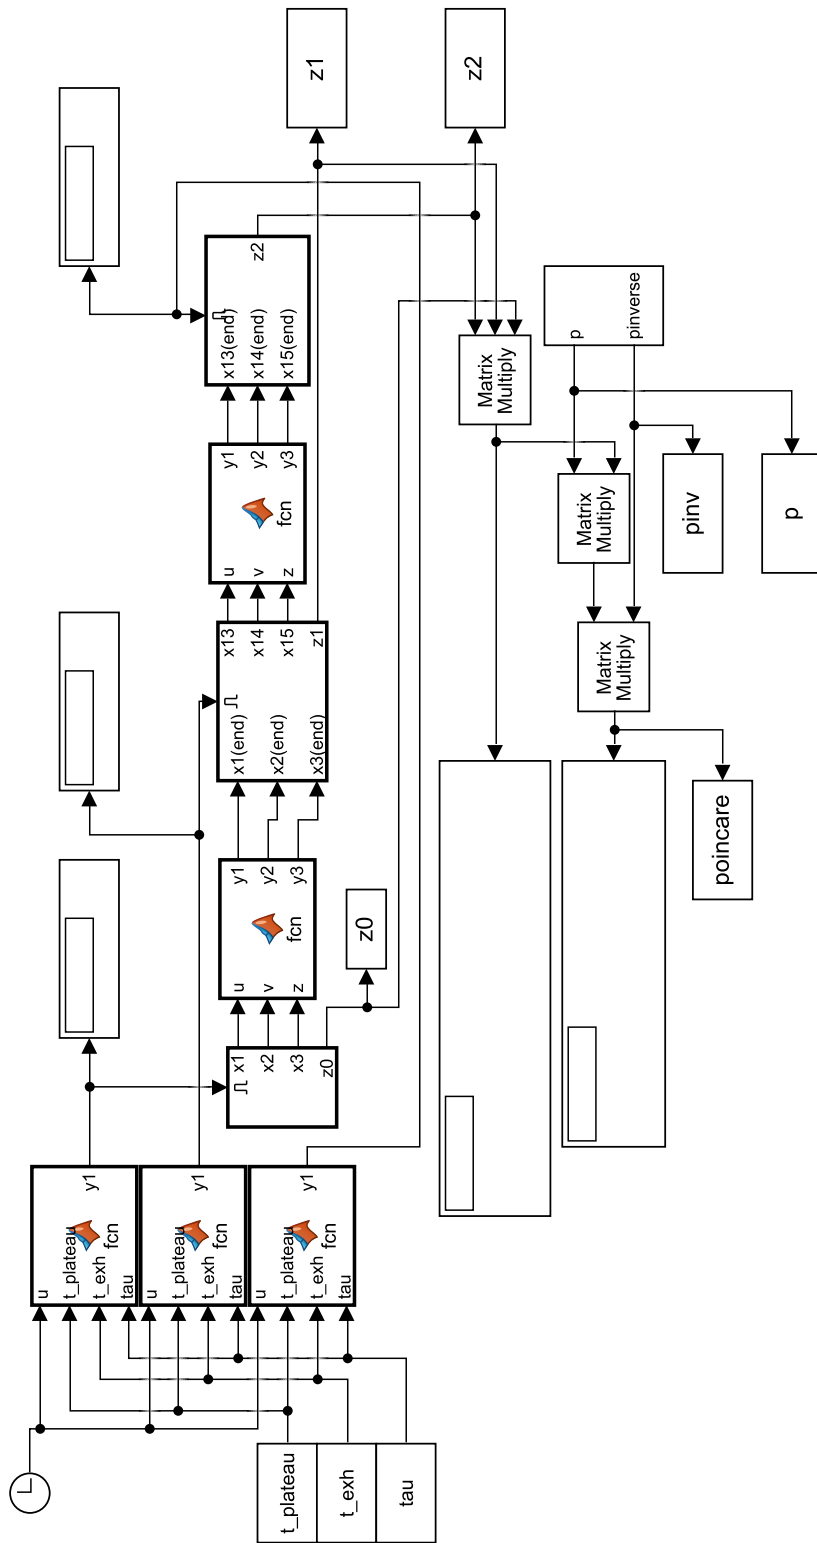 t_plateau
t_exh
tau
u
t_plateau
t_exh
tau
fcn
y1
u
t_plateau
t_exh
tau
fcn
y1
u
t_plateau
t_exh
tau
fcn
y1
x1
x2
x3
z0
z0
u
v
z
fcn
y1
y2
y3
x1(end)
x2(end)
x3(end)
x13
x14
x15
z1
u
v
z
fcn
y1
y2
y3
x13(end)
x14(end)
x15(end)
z2
z1
z2
Matrix
Multiply
p
pinverse
Matrix
Multiply
pinv
p
Matrix
Multiply
poincare